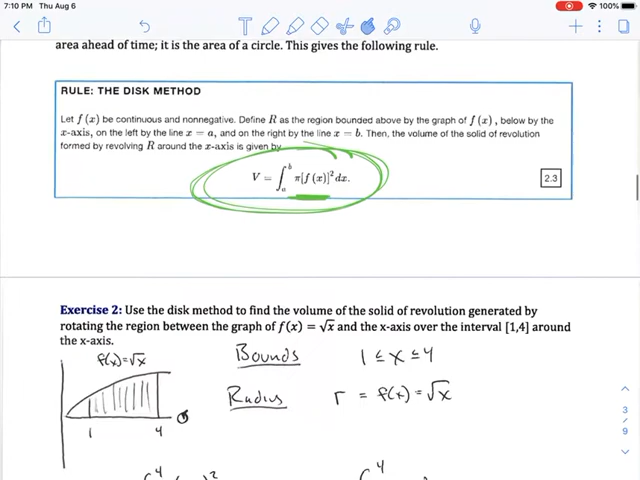 7:10 PM Thu Aug 6
100%
area ahead of time; it is the area of a circle. This gives the following rule.
RULE: THE DISK METHOD
Let f(x) be continuous and nonnegative. Define R as the region bounded above by the graph of f(x), below by the
x-axis, on the left by the line x = a, and on the right by the line x = b. Then, the volume of the solid of revolution
formed by revolving R around the x-axis is given by
V = ∫_a^b π[f(x)]² dx.
2.3
Exercise 2: Use the disk method to find the volume of the solid of revolution generated by
rotating the region between the graph of f(x) = √x and the x-axis over the interval [1,4] around
the x-axis.
f(x)=√x
Bounds 1 ≤ x ≤ 4
Radius r = f(x) = √x
1 4
3
9